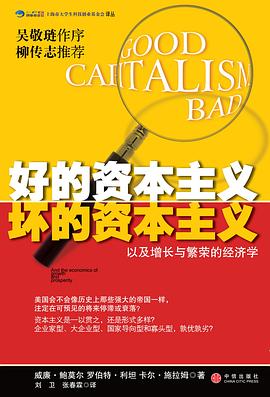 上海市大学生科技创业基金会 译丛
吴敬琏作序
柳传志推荐
GOOD
CAPITALISM
BAD
好的资本主义
坏的资本主义
以及增长与繁荣的经济学
And the economics of
growth and
prosperity
美国会不会像历史上那些强大的帝国一样，
注定在可预见的将来停滞或衰落？
资本主义是一以贯之，还是形式多样？
企业家型、大企业型、国家导向型和寡头型，孰优孰劣？
威廉·鲍莫尔 罗伯特·利坦 卡尔·施拉姆◎著
刘 卫 张春霖◎译
中信出版社